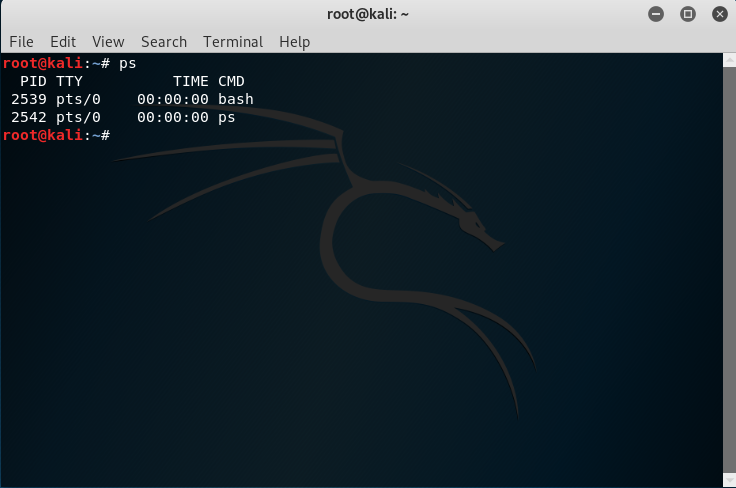 root@kali: ~
File Edit View Search Terminal Help
root@kali:~# ps
  PID TTY          TIME CMD
 2539 pts/0    00:00:00 bash
 2542 pts/0    00:00:00 ps
root@kali:~#